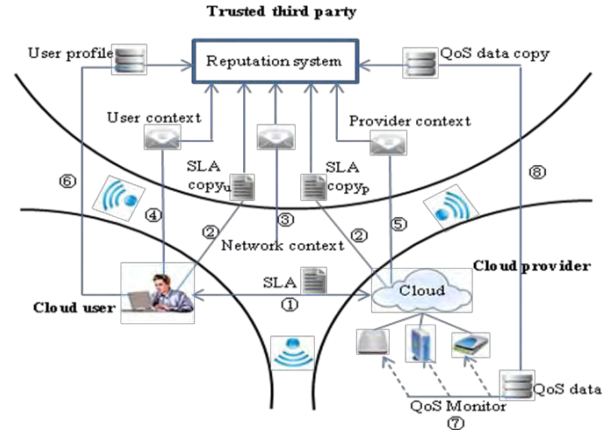 Trusted third party
User profile
Reputation system
QoS data copy
User context
Provider context
SLA
copyu
SLA
copyp
⑥
④
②
③
②
⑤
⑧
Network context
Cloud user
SLA
①
Cloud
Cloud provider
QoS data
QoS Monitor
⑦